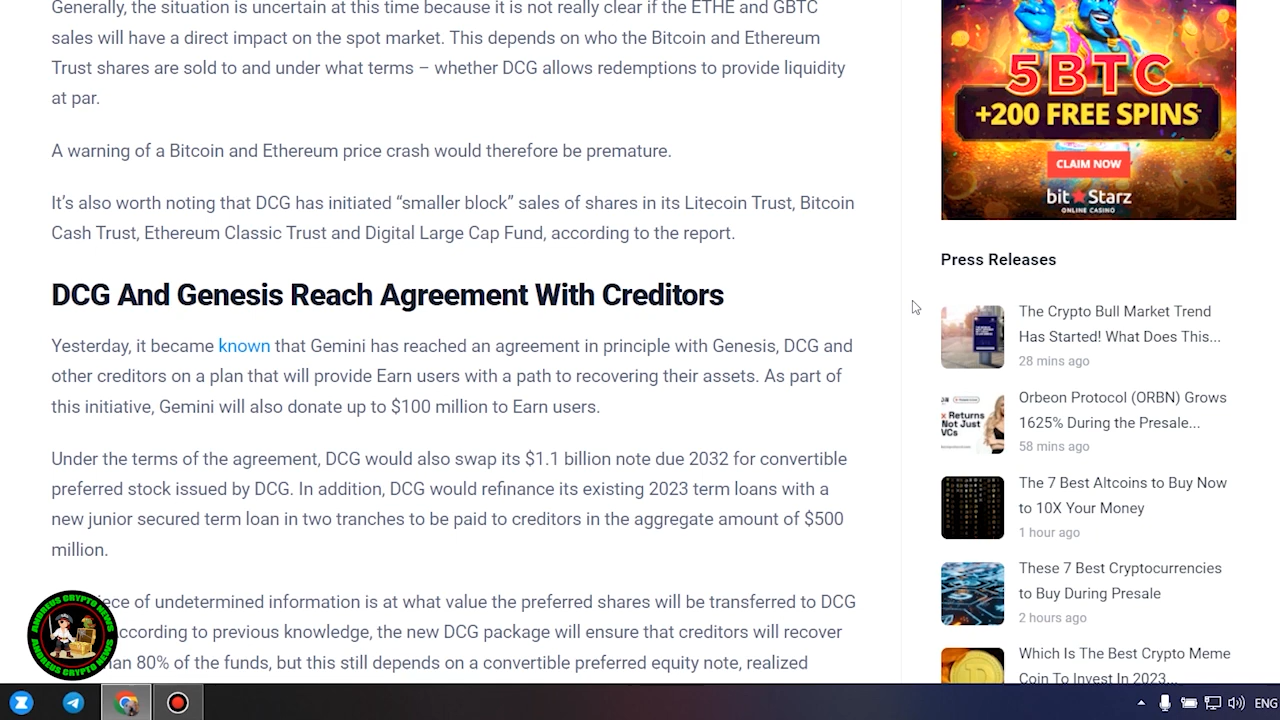 Generally, the situation is uncertain at this time because it is not really clear if the ETHE and GBTC
sales will have a direct impact on the spot market. This depends on who the Bitcoin and Ethereum
Trust shares are sold to and under what terms – whether DCG allows redemptions to provide liquidity
at par.
A warning of a Bitcoin and Ethereum price crash would therefore be premature.
It’s also worth noting that DCG has initiated “smaller block” sales of shares in its Litecoin Trust, Bitcoin
Cash Trust, Ethereum Classic Trust and Digital Large Cap Fund, according to the report.
DCG And Genesis Reach Agreement With Creditors
Yesterday, it became known that Gemini has reached an agreement in principle with Genesis, DCG and
other creditors on a plan that will provide Earn users with a path to recovering their assets. As part of
this initiative, Gemini will also donate up to $100 million to Earn users.
Under the terms of the agreement, DCG would also swap its $1.1 billion note due 2032 for convertible
preferred stock issued by DCG. In addition, DCG would refinance its existing 2023 term loans with a
new junior secured term loan in two tranches to be paid to creditors in the aggregate amount of $500
million.
iece of undetermined information is at what value the preferred shares will be transferred to DCG
ccording to previous knowledge, the new DCG package will ensure that creditors will recover
an 80% of the funds, but this still depends on a convertible preferred equity note, realized
5BTC
+200 FREE SPINS
CLAIM NOW
bit Starz
ONLINE CASINO
Press Releases
The Crypto Bull Market Trend
Has Started! What Does This...
28 mins ago
Returns
Not Just
VCs
Orbeon Protocol (ORBN) Grows
1625% During the Presale...
58 mins ago
The 7 Best Altcoins to Buy Now
to 10X Your Money
1 hour ago
These 7 Best Cryptocurrencies
to Buy During Presale
2 hours ago
Which Is The Best Crypto Meme
Coin To Invest In 2023...
ANDREUS CRYPTO NEWS
ANDREUS CRYPTO NEWS
ENG